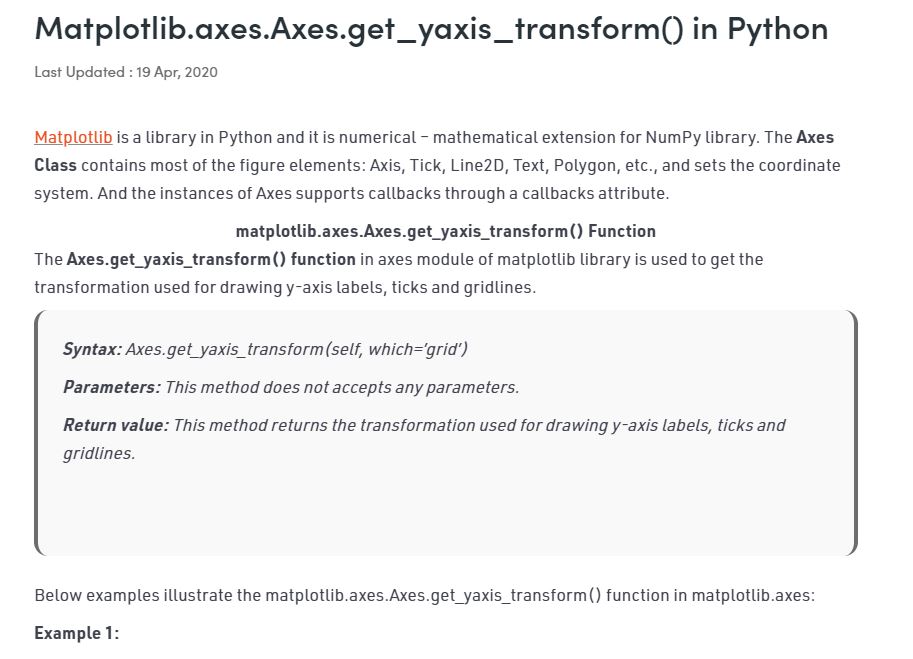 Matplotlib.axes.Axes.get_yaxis_transform() in Python
Last Updated : 19 Apr, 2020
Matplotlib is a library in Python and it is numerical – mathematical extension for NumPy library. The Axes
Class contains most of the figure elements: Axis, Tick, Line2D, Text, Polygon, etc., and sets the coordinate
system. And the instances of Axes supports callbacks through a callbacks attribute.
matplotlib.axes.Axes.get_yaxis_transform() Function
The Axes.get_yaxis_transform() function in axes module of matplotlib library is used to get the
transformation used for drawing y-axis labels, ticks and gridlines.
Syntax: Axes.get_yaxis_transform(self, which='grid')
Parameters: This method does not accepts any parameters.
Return value: This method returns the transformation used for drawing y-axis labels, ticks and
gridlines.
Below examples illustrate the matplotlib.axes.Axes.get_yaxis_transform() function in matplotlib.axes:
Example 1: